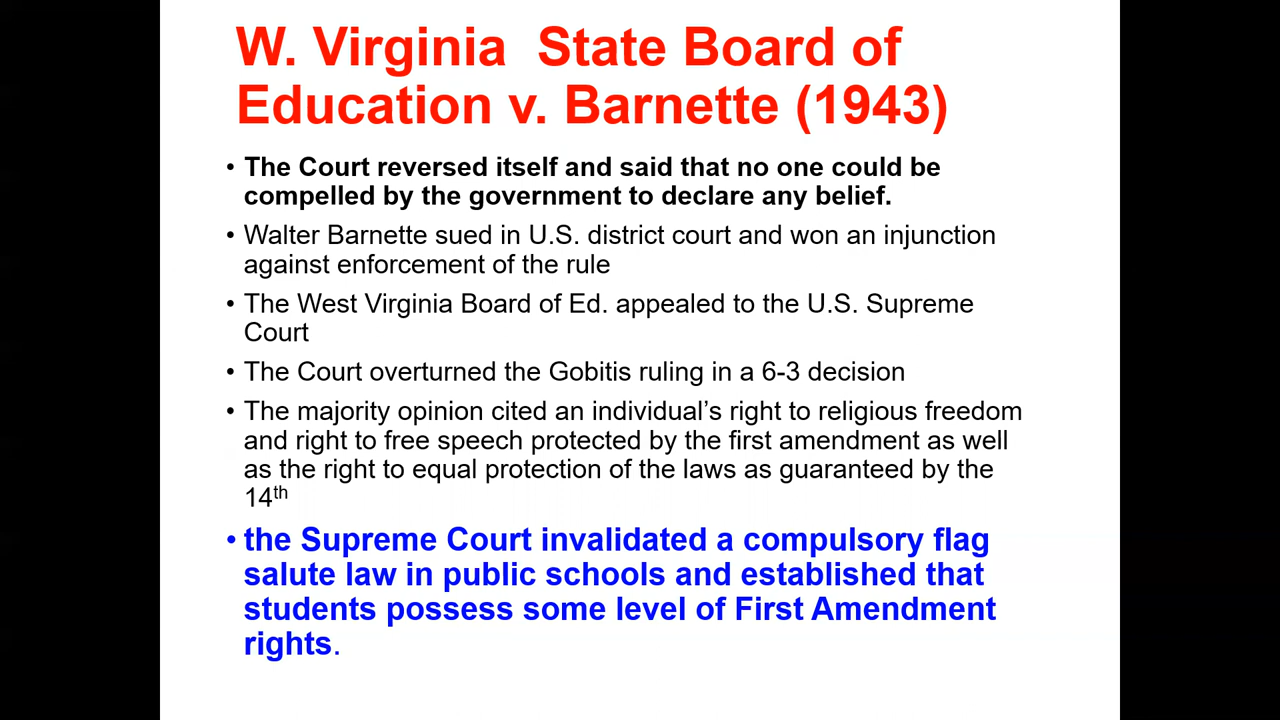 W. Virginia  State Board of
Education v. Barnette (1943)
• The Court reversed itself and said that no one could be
compelled by the government to declare any belief.
• Walter Barnette sued in U.S. district court and won an injunction
against enforcement of the rule
• The West Virginia Board of Ed. appealed to the U.S. Supreme
Court
• The Court overturned the Gobitis ruling in a 6-3 decision
• The majority opinion cited an individual’s right to religious freedom
and right to free speech protected by the first amendment as well
as the right to equal protection of the laws as guaranteed by the
14th
• the Supreme Court invalidated a compulsory flag
salute law in public schools and established that
students possess some level of First Amendment
rights.